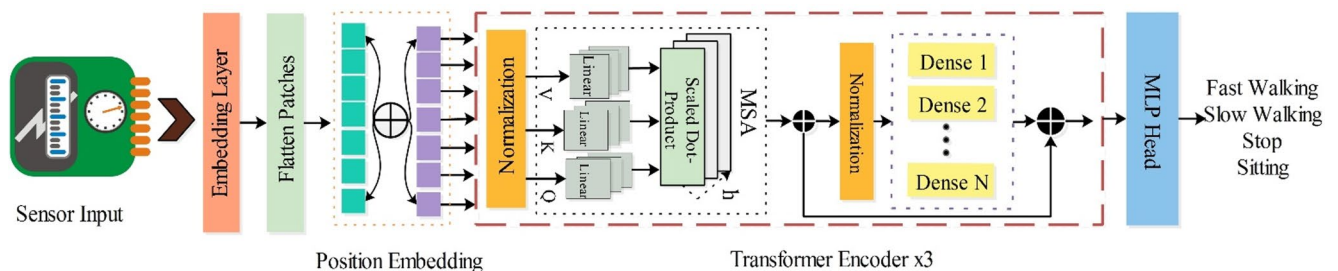 Sensor Input
Embedding Layer
Flatten Patches
Position Embedding
Normalization
V
K
Q
Linear
Linear
Linear
Scaled Dot-
Product
h
MSA
Normalization
Dense 1
Dense 2
Dense N
Transformer Encoder x3
MLP Head
Fast Walking
Slow Walking
Stop
Sitting